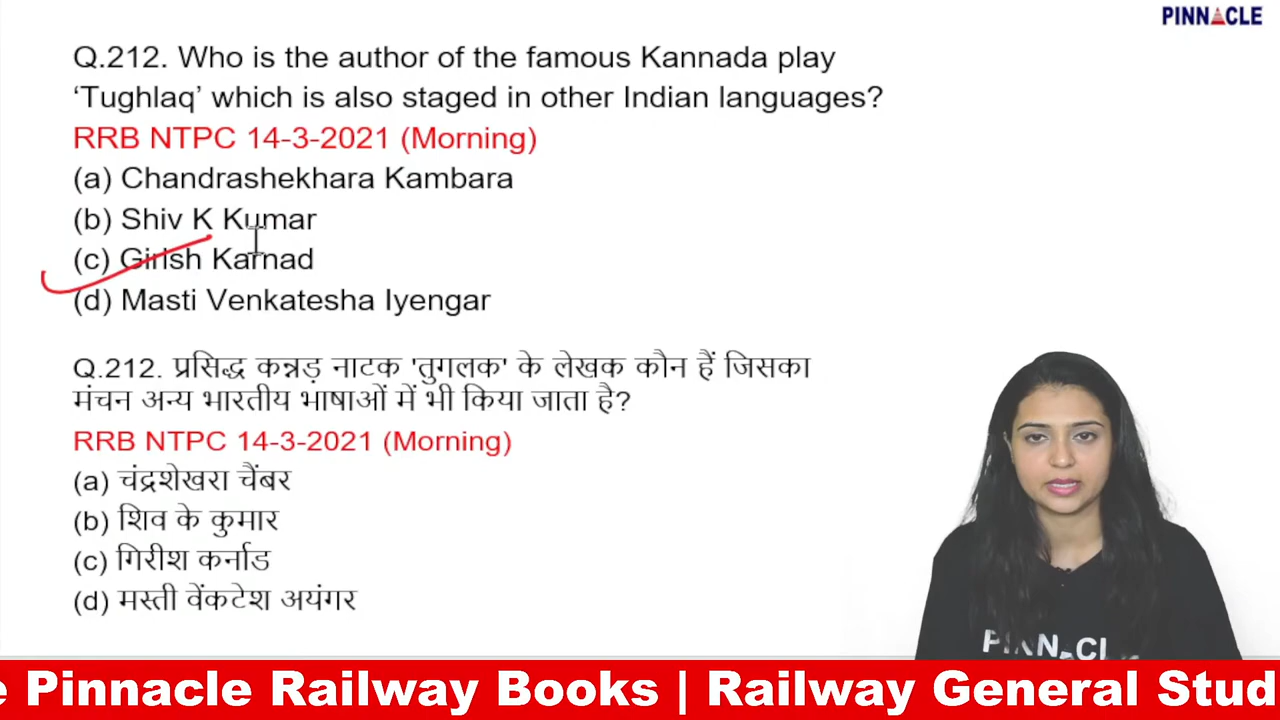 PINNACLE
Q.212. Who is the author of the famous Kannada play
‘Tughlaq’ which is also staged in other Indian languages?
RRB NTPC 14-3-2021 (Morning)
(a) Chandrashekhara Kambara
(b) Shiv K Kumar
(c) Girish Karnad
(d) Masti Venkatesha Iyengar
Q.212. प्रसिद्ध कन्नड़ नाटक 'तुगलक' के लेखक कौन हैं जिसका
मंचन अन्य भारतीय भाषाओं में भी किया जाता है?
RRB NTPC 14-3-2021 (Morning)
(a) चंद्रशेखरा चैंबर
(b) शिव के कुमार
(c) गिरीश कर्नाड
(d) मस्ती वेंकटेश अयंगर
PINNACL
e Pinnacle Railway Books | Railway General Stud